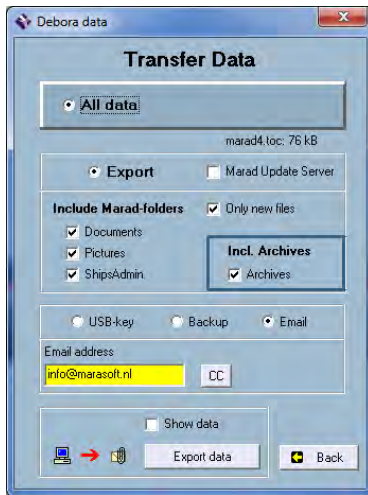 Debora data
Transfer Data
All data
marad4.toc: 76 kB
Export
Marad Update Server
Include Marad-folders
Only new files
Documents
Pictures
ShipsAdmin
Incl. Archives
Archives
USB-key
Backup
Email
Email address
info@marasoft.nl
CC
Show data
Export data
Back